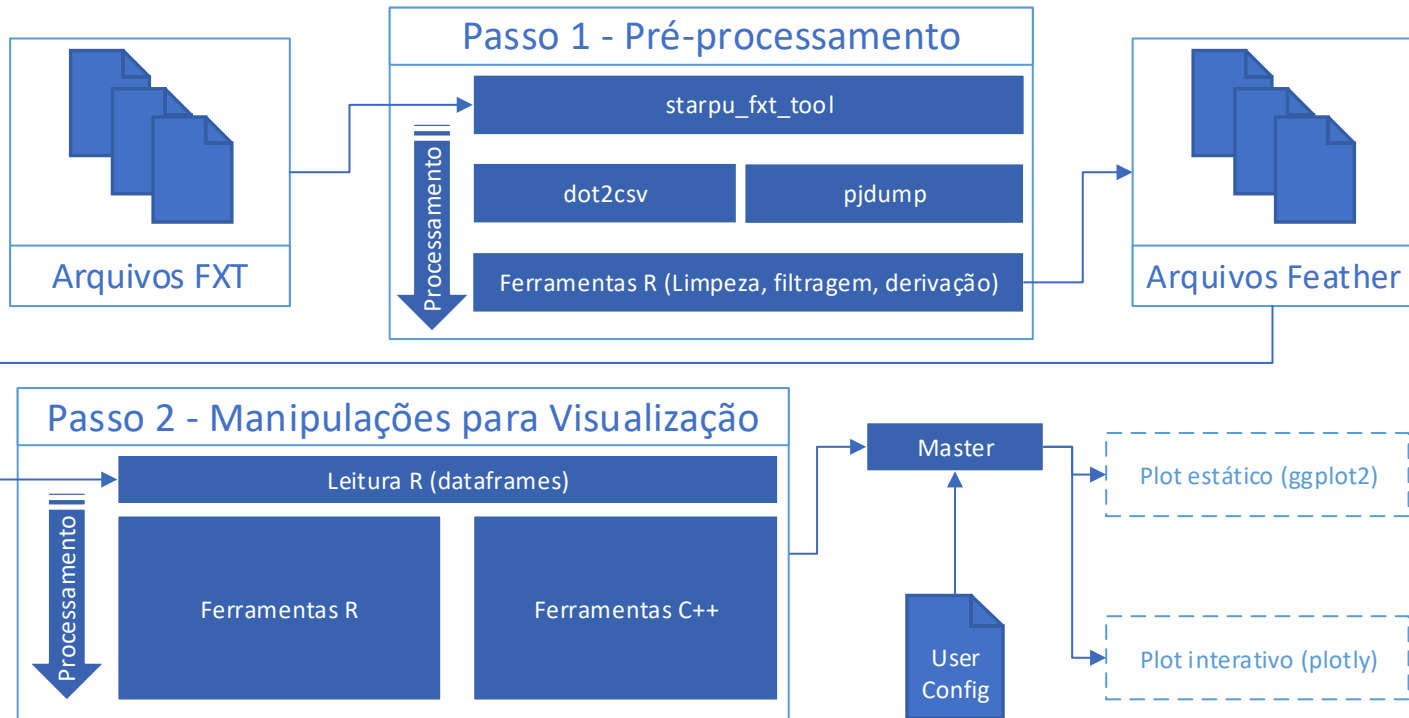 Passo 1 - Pré-processamento
starpu_fxt_tool
Processamento
dot2csv
pjdump
Ferramentas R (Limpeza, filtragem, derivação)
Arquivos FXT
Arquivos Feather
Passo 2 - Manipulações para Visualização
Leitura R (dataframes)
Processamento
Ferramentas R
Ferramentas C++
Master
User
Config
Plot estático (ggplot2)
Plot interativo (plotly)